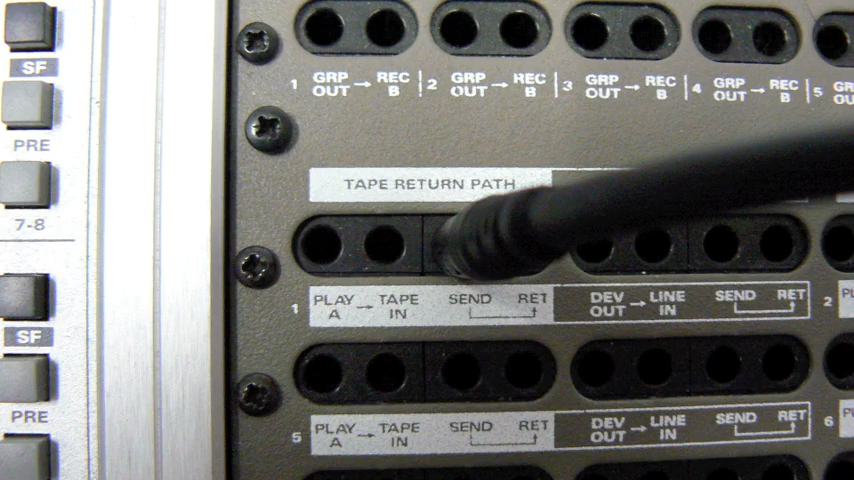 SF
PRE
7-8
SF
PRE
1 GRP OUT → REC B | 2 GRP OUT → REC B | 3 GRP OUT → REC B | 4 GRP OUT → REC B | 5
TAPE RETURN PATH
1 PLAY A → TAPE IN SEND RET DEV OUT → LINE IN SEND RET 2
5 PLAY A → TAPE IN SEND RET DEV OUT → LINE IN SEND RET 6